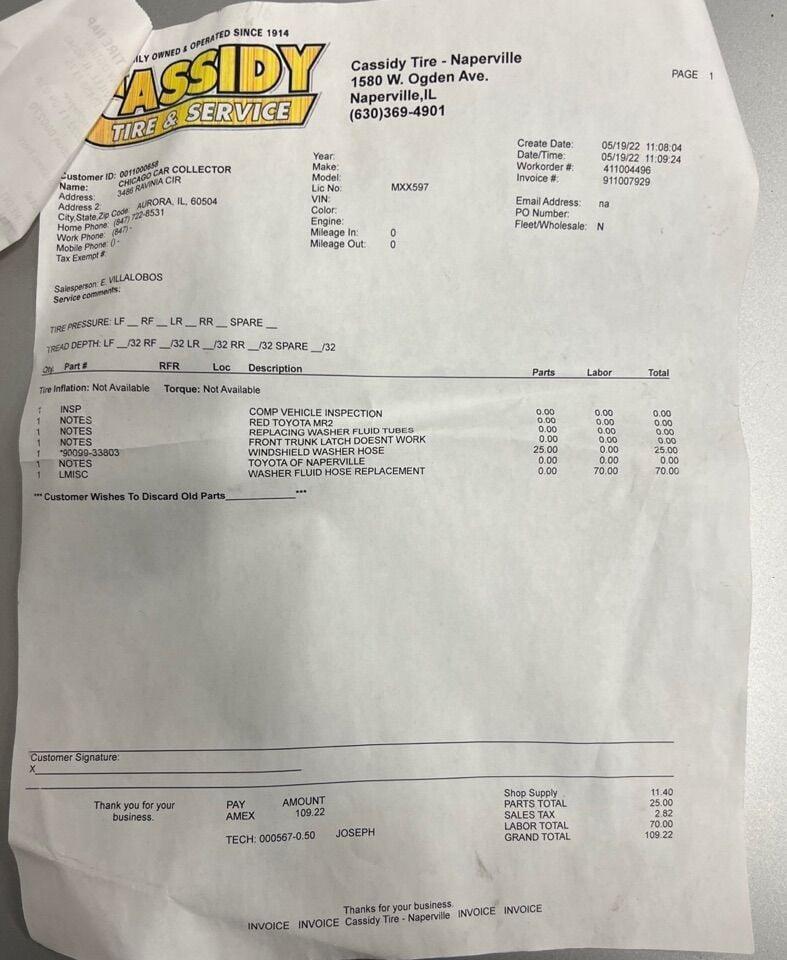 ILY OWNED & OPERATED SINCE 1914
CASSIDY
TIRE & SERVICE
Cassidy Tire - Naperville
1580 W. Ogden Ave.
Naperville,IL
(630)369-4901
PAGE 1
Create Date: 05/19/22 11:08:04
Date/Time: 05/19/22 11:09:24
Workorder #: 411004496
Invoice #: 911007929
Email Address: na
PO Number:
Fleet/Wholesale: N
Customer ID: 0011000658
Name: CHICAGO CAR COLLECTOR
Address: 3486 RAVINIA CIR
Address 2:
City,State,Zip Code: AURORA, IL, 60504
Home Phone: (847) 722-8531
Work Phone: (847)-
Mobile Phone: () -
Tax Exempt #:
Year:
Make:
Model:
Lic No: MXX597
VIN:
Color:
Engine:
Mileage In: 0
Mileage Out: 0
Salesperson: E. VILLALOBOS
Service comments:
TIRE PRESSURE: LF __ RF __ LR __ RR __ SPARE __
TREAD DEPTH: LF __/32 RF __/32 LR __/32 RR __/32 SPARE __/32
Qty. Part # RFR Loc Description Parts Labor Total
Tire Inflation: Not Available Torque: Not Available
1 INSP COMP VEHICLE INSPECTION 0.00 0.00 0.00
1 NOTES RED TOYOTA MR2 0.00 0.00 0.00
1 NOTES REPLACING WASHER FLUID TUBES 0.00 0.00 0.00
1 NOTES FRONT TRUNK LATCH DOESNT WORK 0.00 0.00 0.00
1 *90099-33803 WINDSHIELD WASHER HOSE 25.00 0.00 25.00
1 NOTES TOYOTA OF NAPERVILLE 0.00 0.00 0.00
1 LMISC WASHER FLUID HOSE REPLACEMENT 0.00 70.00 70.00
*** Customer Wishes To Discard Old Parts____________***
Customer Signature:
X
Thank you for your
business.
PAY AMOUNT
AMEX 109.22
TECH: 000567-0.50 JOSEPH
Shop Supply 11.40
PARTS TOTAL 25.00
SALES TAX 2.82
LABOR TOTAL 70.00
GRAND TOTAL 109.22
Thanks for your business.
INVOICE INVOICE Cassidy Tire - Naperville INVOICE INVOICE